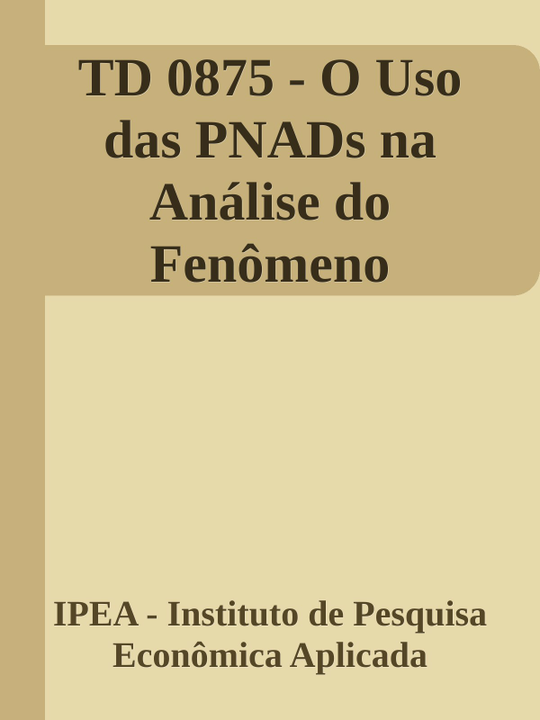 TD 0875 - O Uso
das PNADs na
Análise do
Fenômeno
IPEA - Instituto de Pesquisa
Econômica Aplicada